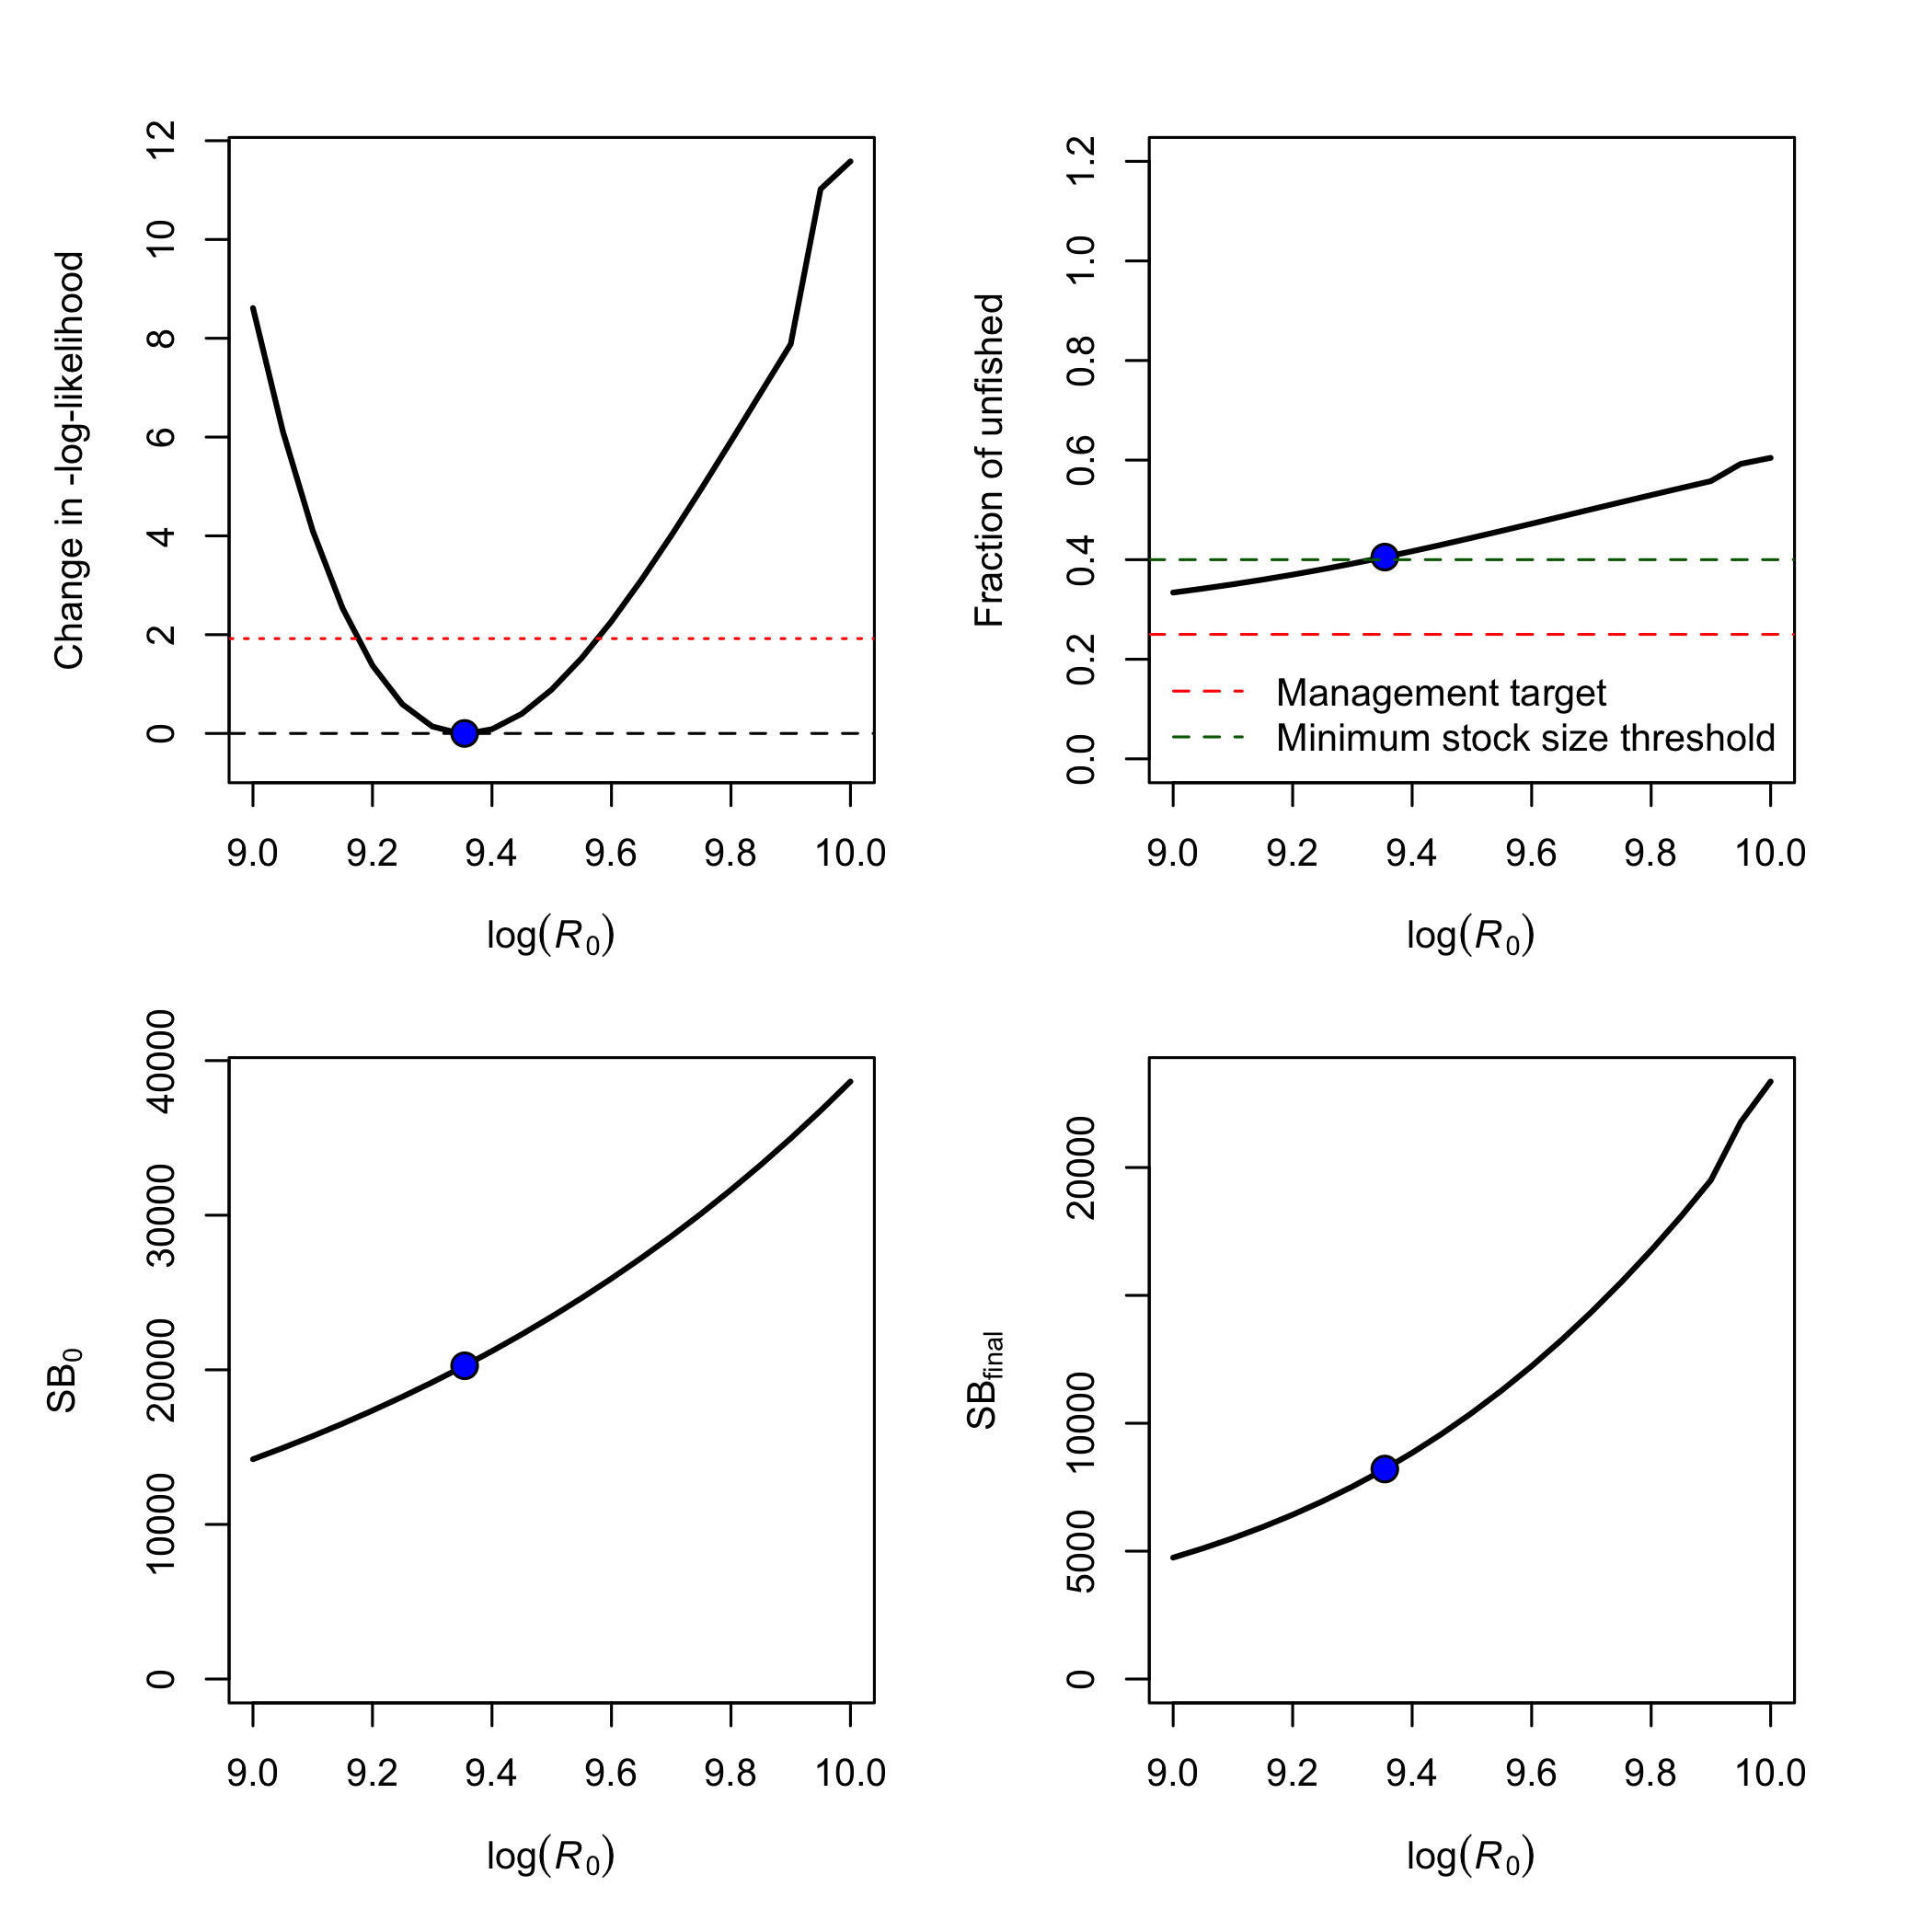 Change in -log-likelihood
12
10
8
6
4
2
0
9.0 9.2 9.4 9.6 9.8 10.0
log(R0)
Fraction of unfished
1.2
1.0
0.8
0.6
0.4
0.2
0.0
Management target
Minimum stock size threshold
9.0 9.2 9.4 9.6 9.8 10.0
log(R0)
SB0
40000
30000
20000
10000
0
9.0 9.2 9.4 9.6 9.8 10.0
log(R0)
SBfinal
20000
10000
5000
0
9.0 9.2 9.4 9.6 9.8 10.0
log(R0)